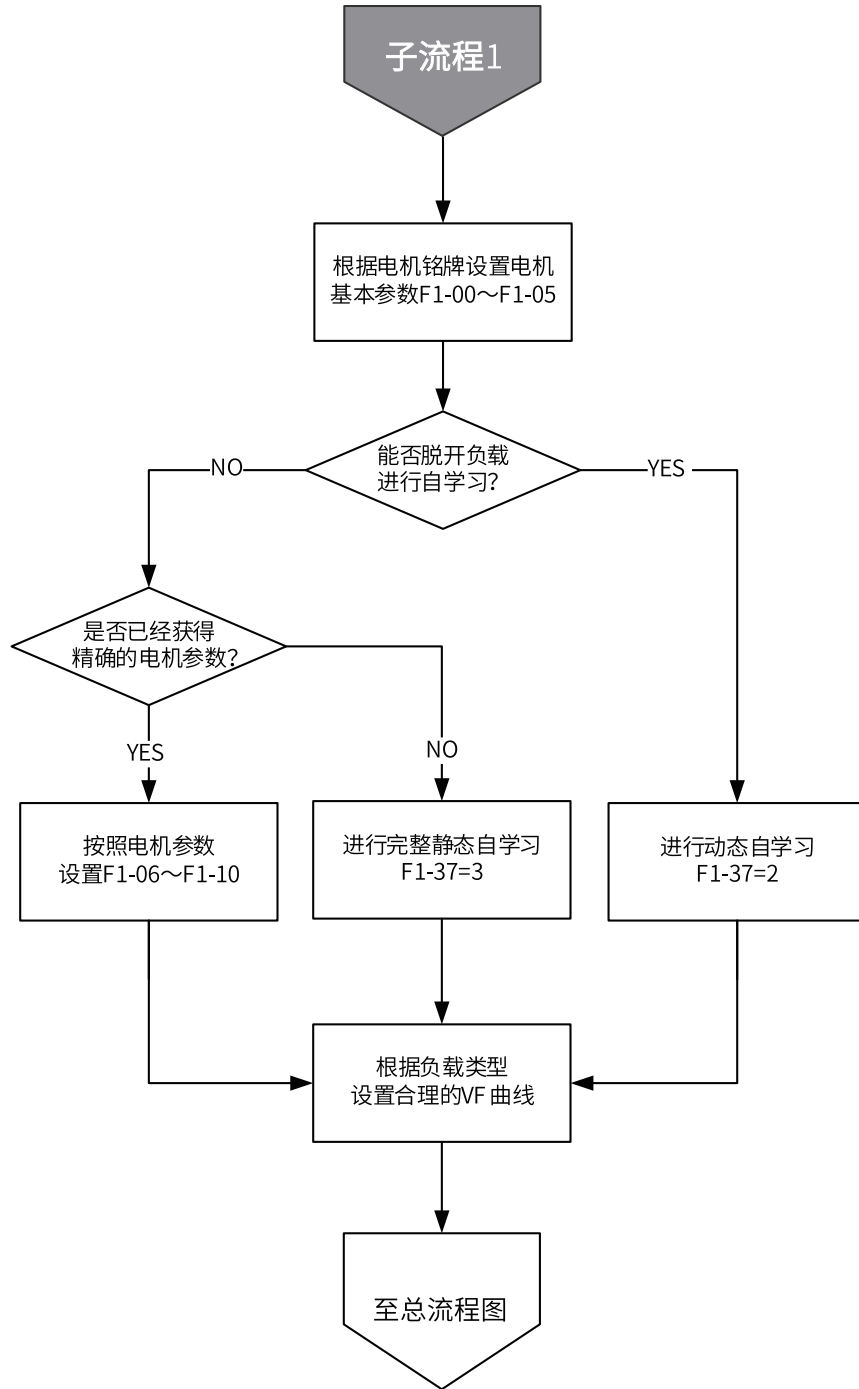 子流程1
根据电机铭牌设置电机
基本参数F1-00～F1-05
能否脱开负载
进行自学习?
NO
YES
是否已经获得
精确的电机参数?
YES
NO
按照电机参数
设置F1-06～F1-10
进行完整静态自学习
F1-37=3
进行动态自学习
F1-37=2
根据负载类型
设置合理的VF 曲线
至总流程图